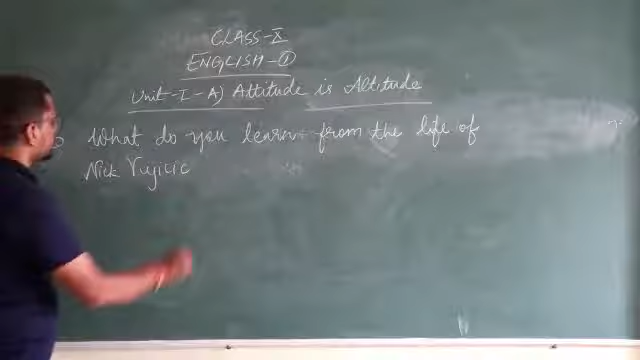 CLASS-X
ENGLISH-①
Unit-I-A) Attitude is Altitude
What do you learn from the life of
Nick Vujicic